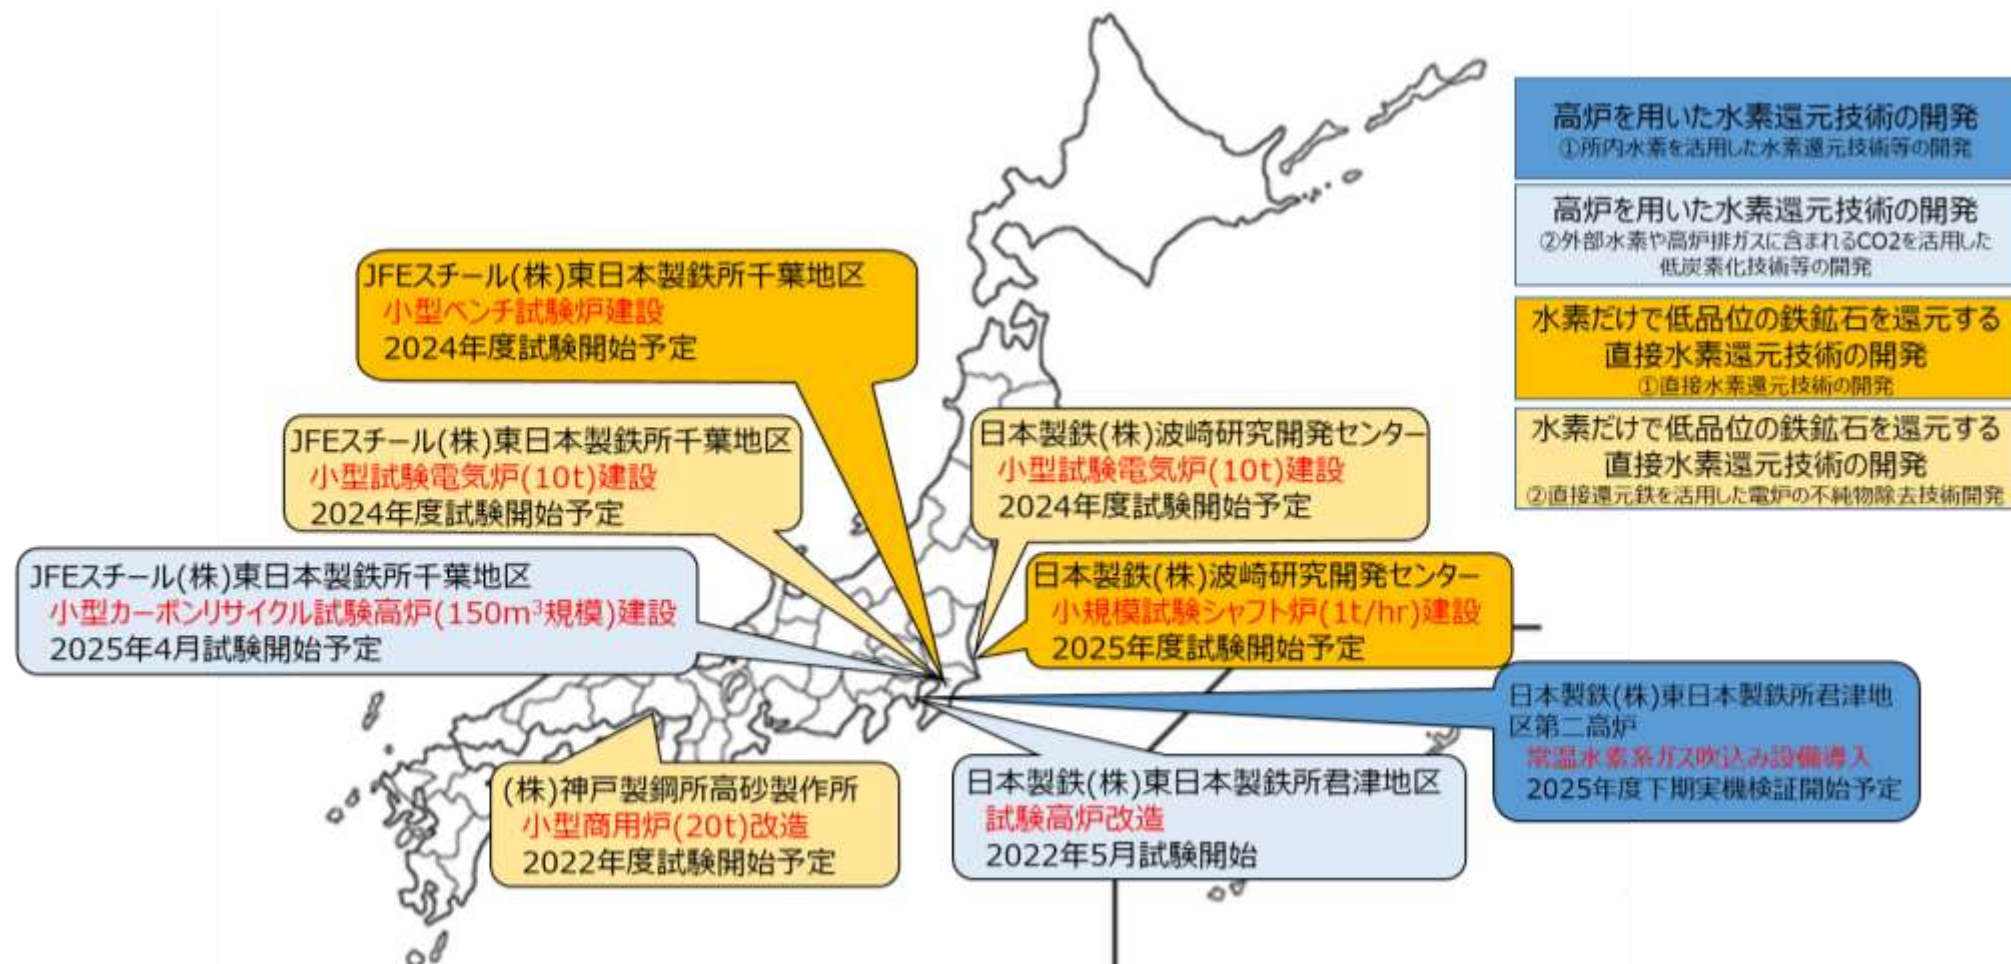 高炉を用いた水素還元技術の開発
①所内水素を活用した水素還元技術等の開発
高炉を用いた水素還元技術の開発
②外部水素や高炉排ガスに含まれるCO2を活用した
低炭素化技術等の開発
水素だけで低品位の鉄鉱石を還元する
直接水素還元技術の開発
①直接水素還元技術の開発
水素だけで低品位の鉄鉱石を還元する
直接水素還元技術の開発
②直接還元鉄を活用した電炉の不純物除去技術開発
JFEスチール(株)東日本製鉄所千葉地区
小型ベンチ試験炉建設
2024年度試験開始予定
JFEスチール(株)東日本製鉄所千葉地区
小型試験電気炉(10t)建設
2024年度試験開始予定
日本製鉄(株)波崎研究開発センター
小型試験電気炉(10t)建設
2024年度試験開始予定
JFEスチール(株)東日本製鉄所千葉地区
小型カーボンリサイクル試験高炉(150m³規模)建設
2025年4月試験開始予定
日本製鉄(株)波崎研究開発センター
小規模試験シャフト炉(1t/hr)建設
2025年度試験開始予定
日本製鉄(株)東日本製鉄所君津地
区第二高炉
常温水素系ガス吹込み設備導入
2025年度下期実機検証開始予定
(株)神戸製鋼所高砂製作所
小型商用炉(20t)改造
2022年度試験開始予定
日本製鉄(株)東日本製鉄所君津地区
試験高炉改造
2022年5月試験開始